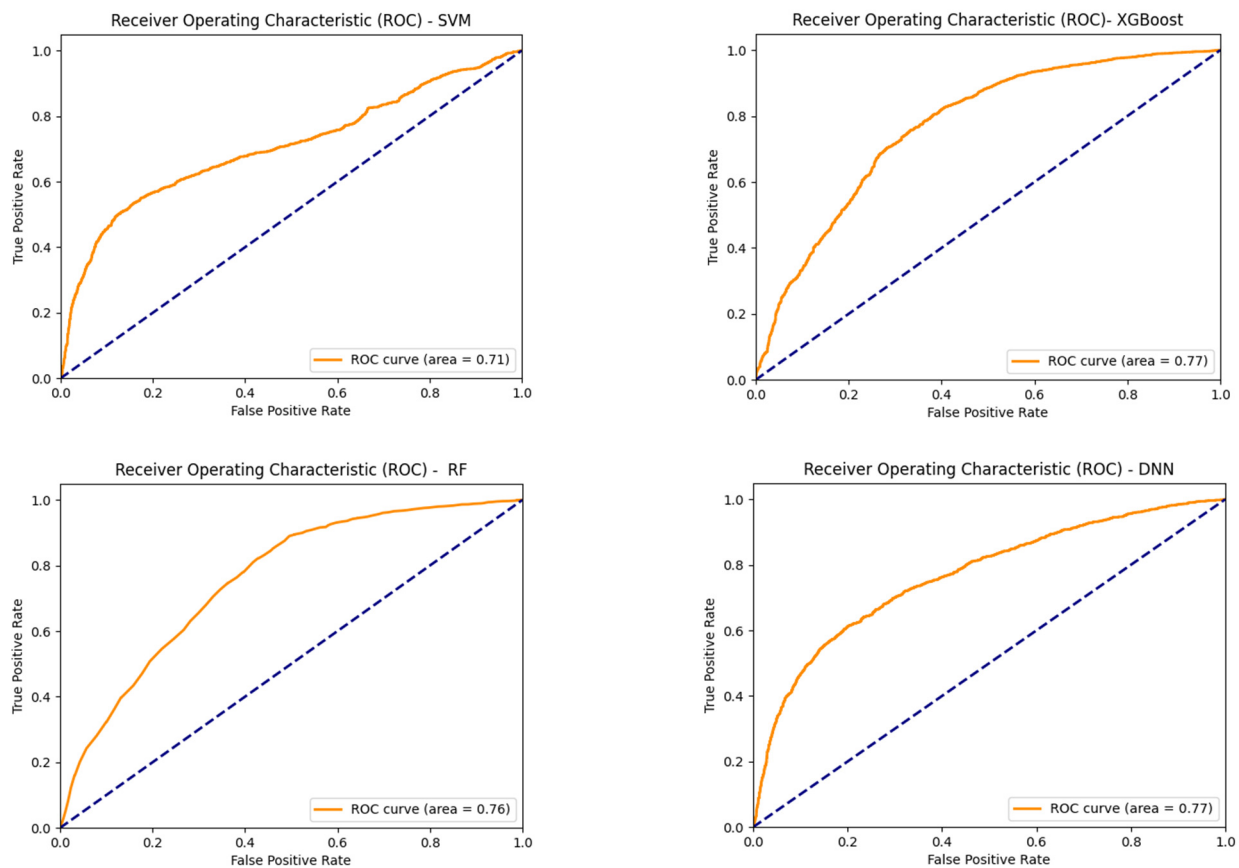 Receiver Operating Characteristic (ROC) - SVM
1.0
0.8
0.6
0.4
0.2
0.0
True Positive Rate
ROC curve (area = 0.71)
0.0 0.2 0.4 0.6 0.8 1.0
False Positive Rate
Receiver Operating Characteristic (ROC)- XGBoost
1.0
0.8
0.6
0.4
0.2
0.0
True Positive Rate
ROC curve (area = 0.77)
0.0 0.2 0.4 0.6 0.8 1.0
False Positive Rate
Receiver Operating Characteristic (ROC) -  RF
1.0
0.8
0.6
0.4
0.2
0.0
True Positive Rate
ROC curve (area = 0.76)
0.0 0.2 0.4 0.6 0.8 1.0
False Positive Rate
Receiver Operating Characteristic (ROC) - DNN
1.0
0.8
0.6
0.4
0.2
0.0
True Positive Rate
ROC curve (area = 0.77)
0.0 0.2 0.4 0.6 0.8 1.0
False Positive Rate